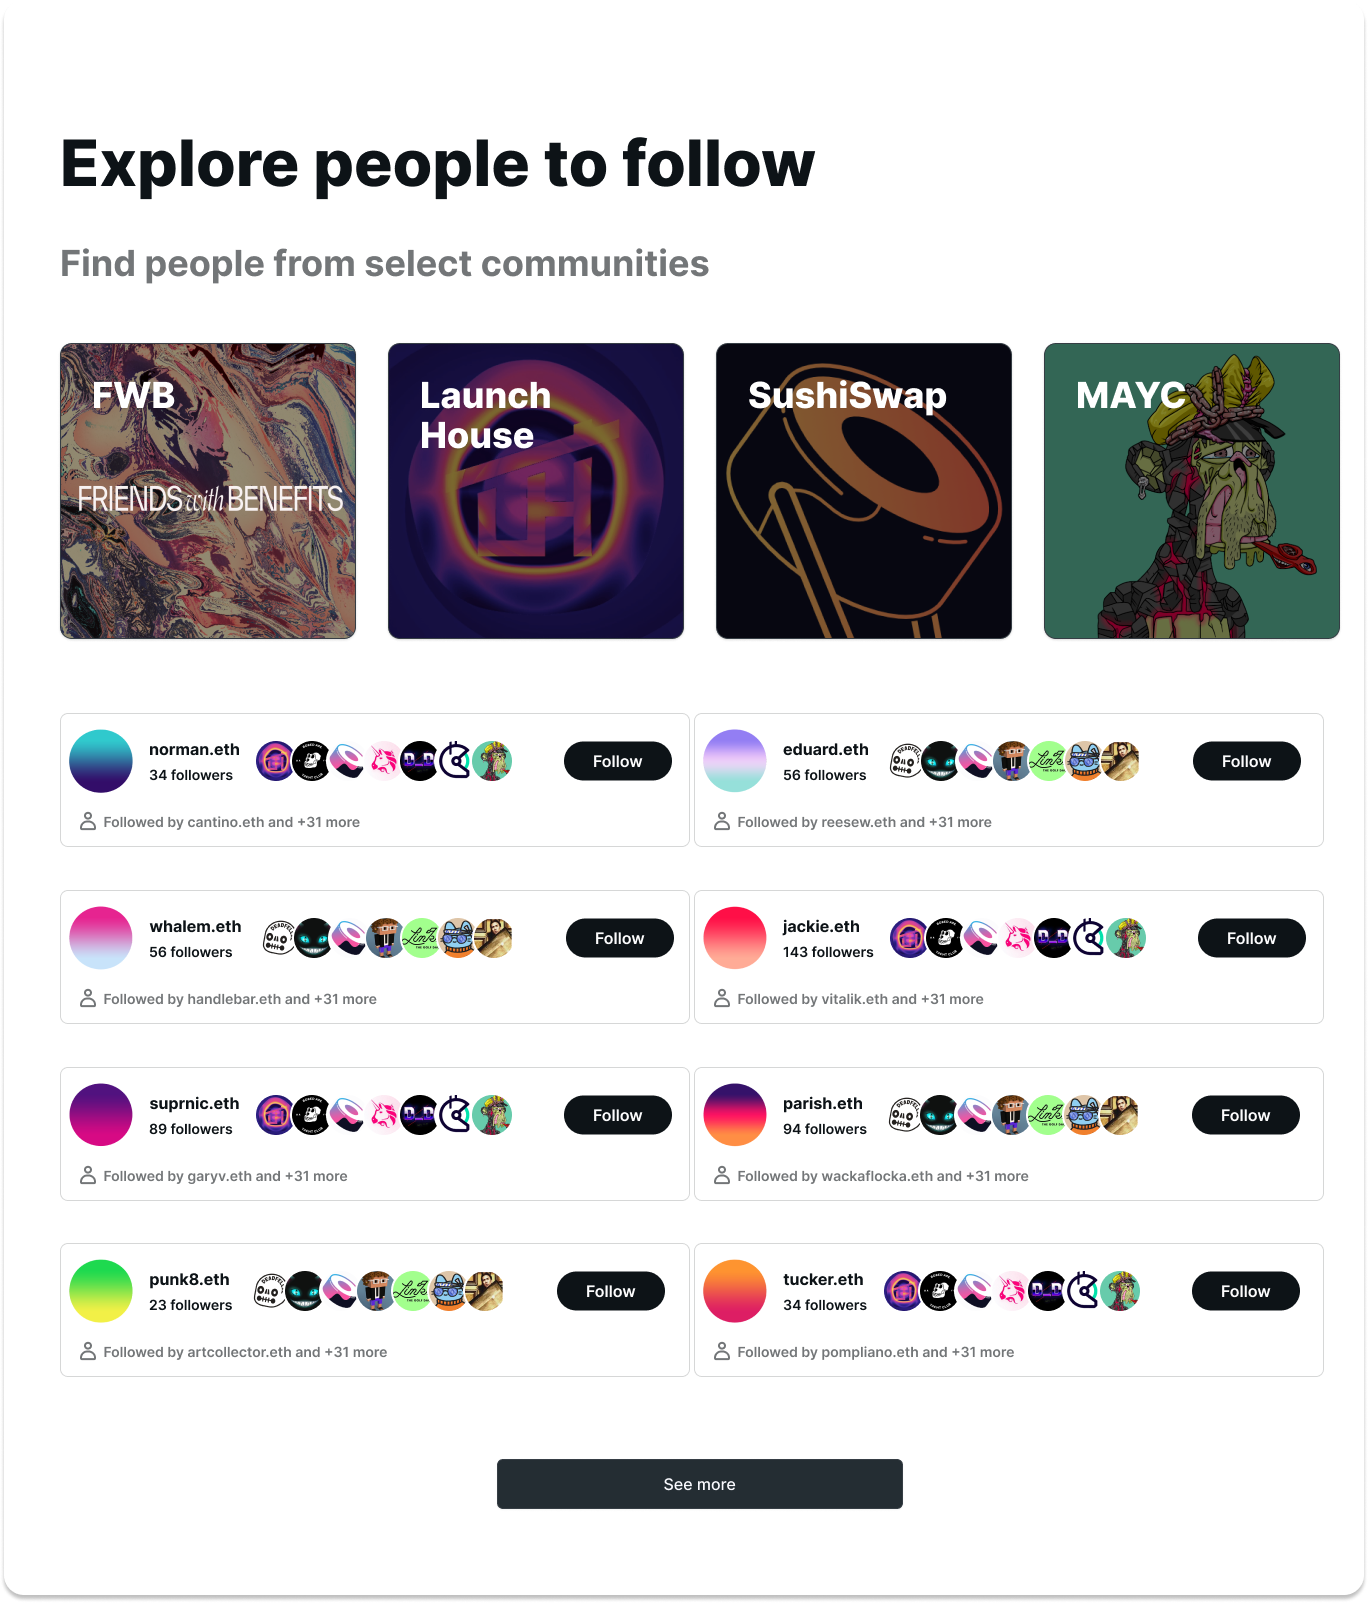 Explore people to follow
Find people from select communities
FWB
FRIENDS with BENEFITS
Launch
House
SushiSwap
MAYC
norman.eth
34 followers
Follow
Followed by cantino.eth and +31 more
eduard.eth
56 followers
Follow
Followed by reesew.eth and +31 more
whalem.eth
56 followers
Follow
Followed by handlebar.eth and +31 more
jackie.eth
143 followers
Follow
Followed by vitalik.eth and +31 more
suprnic.eth
89 followers
Follow
Followed by garyv.eth and +31 more
parish.eth
94 followers
Follow
Followed by wackaflocka.eth and +31 more
punk8.eth
23 followers
Follow
Followed by artcollector.eth and +31 more
tucker.eth
34 followers
Follow
Followed by pompliano.eth and +31 more
See more